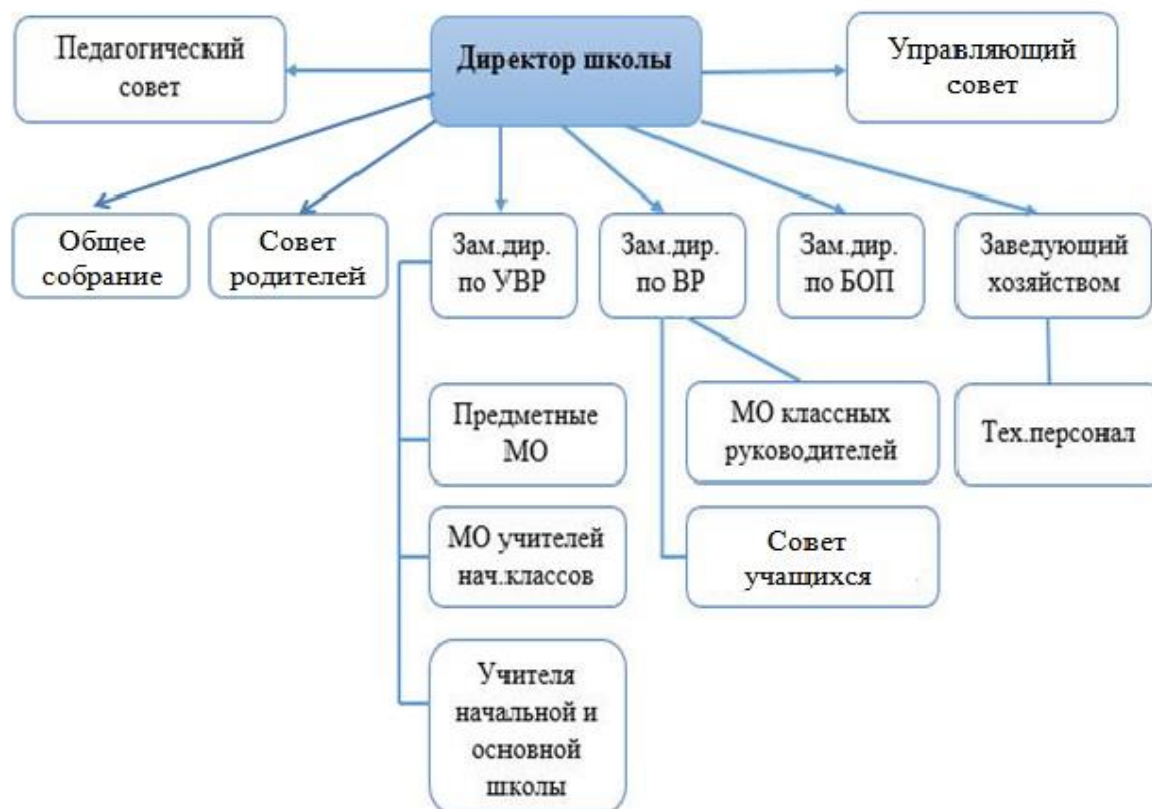 Педагогический
совет
Директор школы
Управляющий
совет
Общее
собрание
Совет
родителей
Зам.дир.
по УВР
Зам.дир.
по ВР
Зам.дир.
по БОП
Заведующий
хозяйством
Предметные
МО
МО классных
руководителей
Тех.персонал
МО учителей
нач.классов
Совет
учащихся
Учителя
начальной и
основной
школы